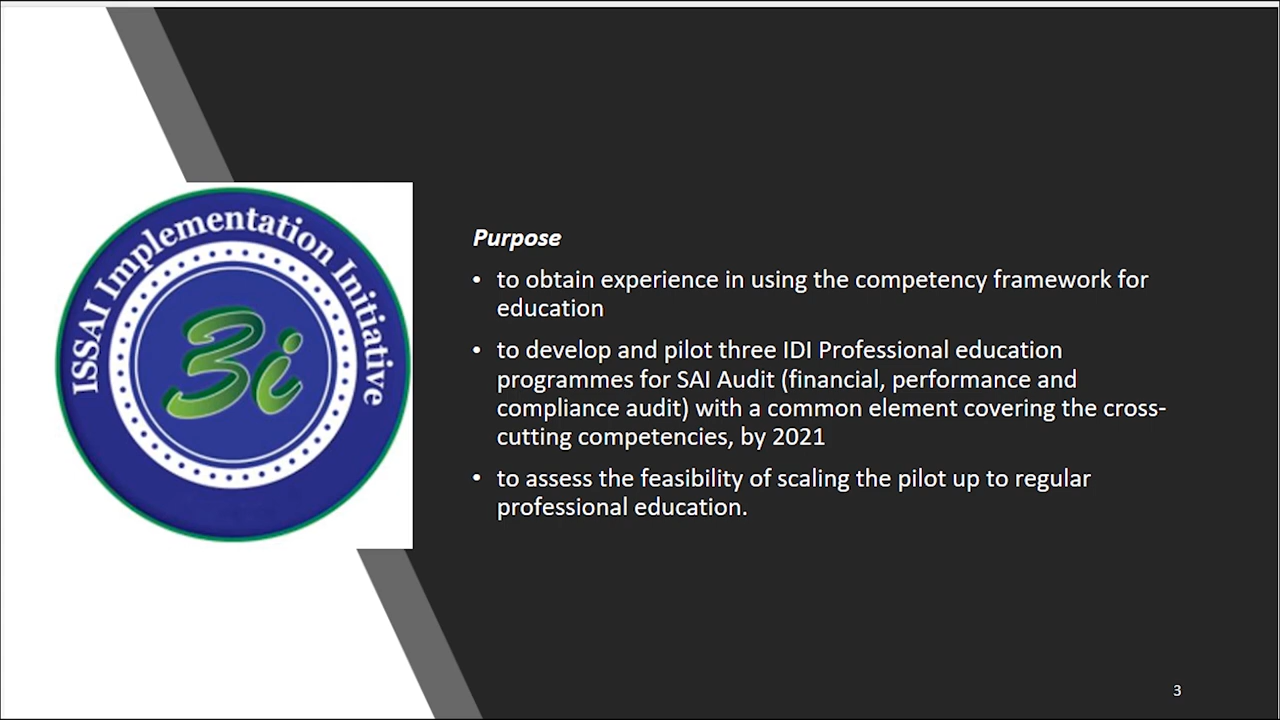 ISSAI Implementation Initiative
3i
Purpose
• to obtain experience in using the competency framework for
education
• to develop and pilot three IDI Professional education
programmes for SAI Audit (financial, performance and
compliance audit) with a common element covering the cross-
cutting competencies, by 2021
• to assess the feasibility of scaling the pilot up to regular
professional education.
3